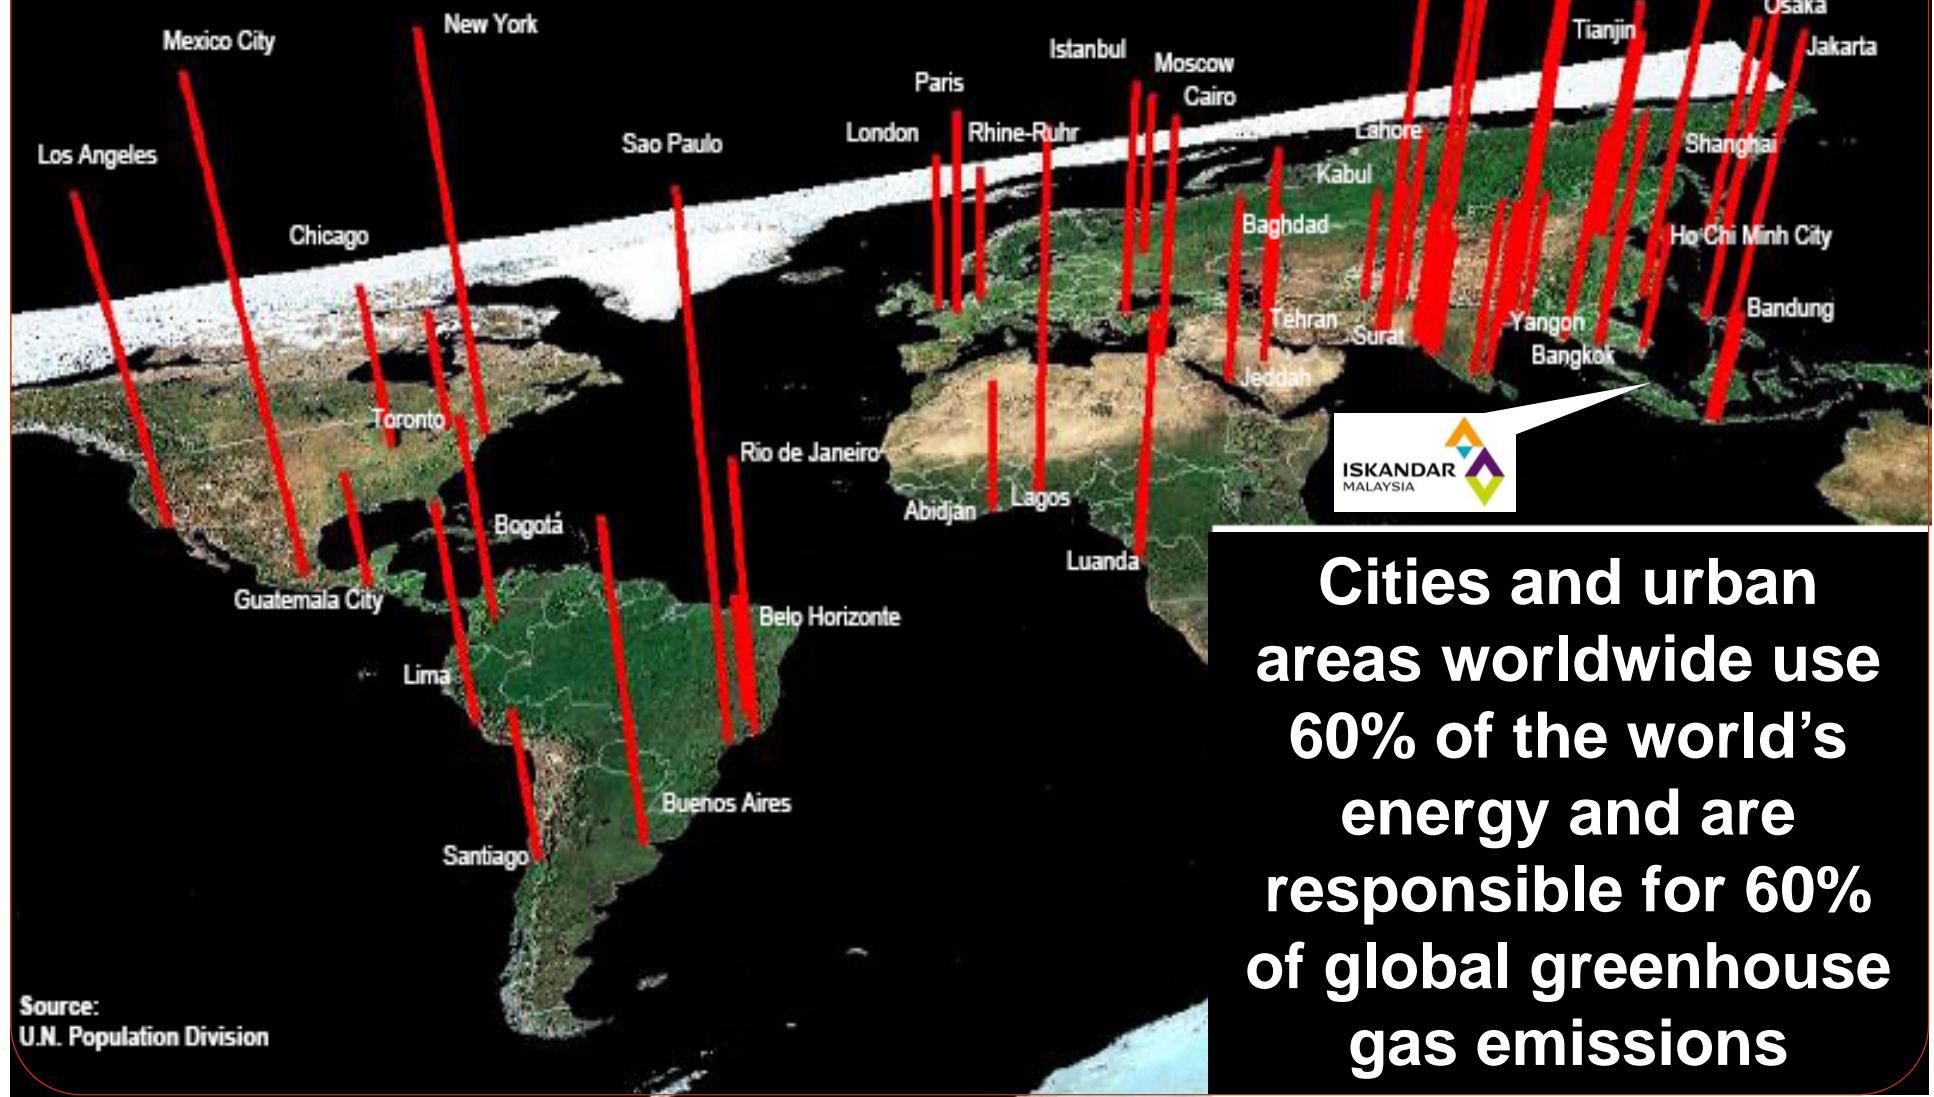 Mexico City
New York
Osaka
Tianjin
Istanbul
Jakarta
Moscow
Paris
Cairo
London
Rhine-Ruhr
Lahore
Sao Paulo
Shanghai
Los Angeles
Kabul
Baghdad
Chicago
Ho Chi Minh City
Bandung
Tehran
Yangon
Surat
Bangkok
Jeddah
Toronto
Rio de Janeiro
ISKANDAR
MALAYSIA
Lagos
Abidjan
Bogotá
Luanda
Guatemala City
Belo Horizonte
Lima
Buenos Aires
Santiago
Cities and urban
areas worldwide use
60% of the world’s
energy and are
responsible for 60%
of global greenhouse
gas emissions
Source:
U.N. Population Division